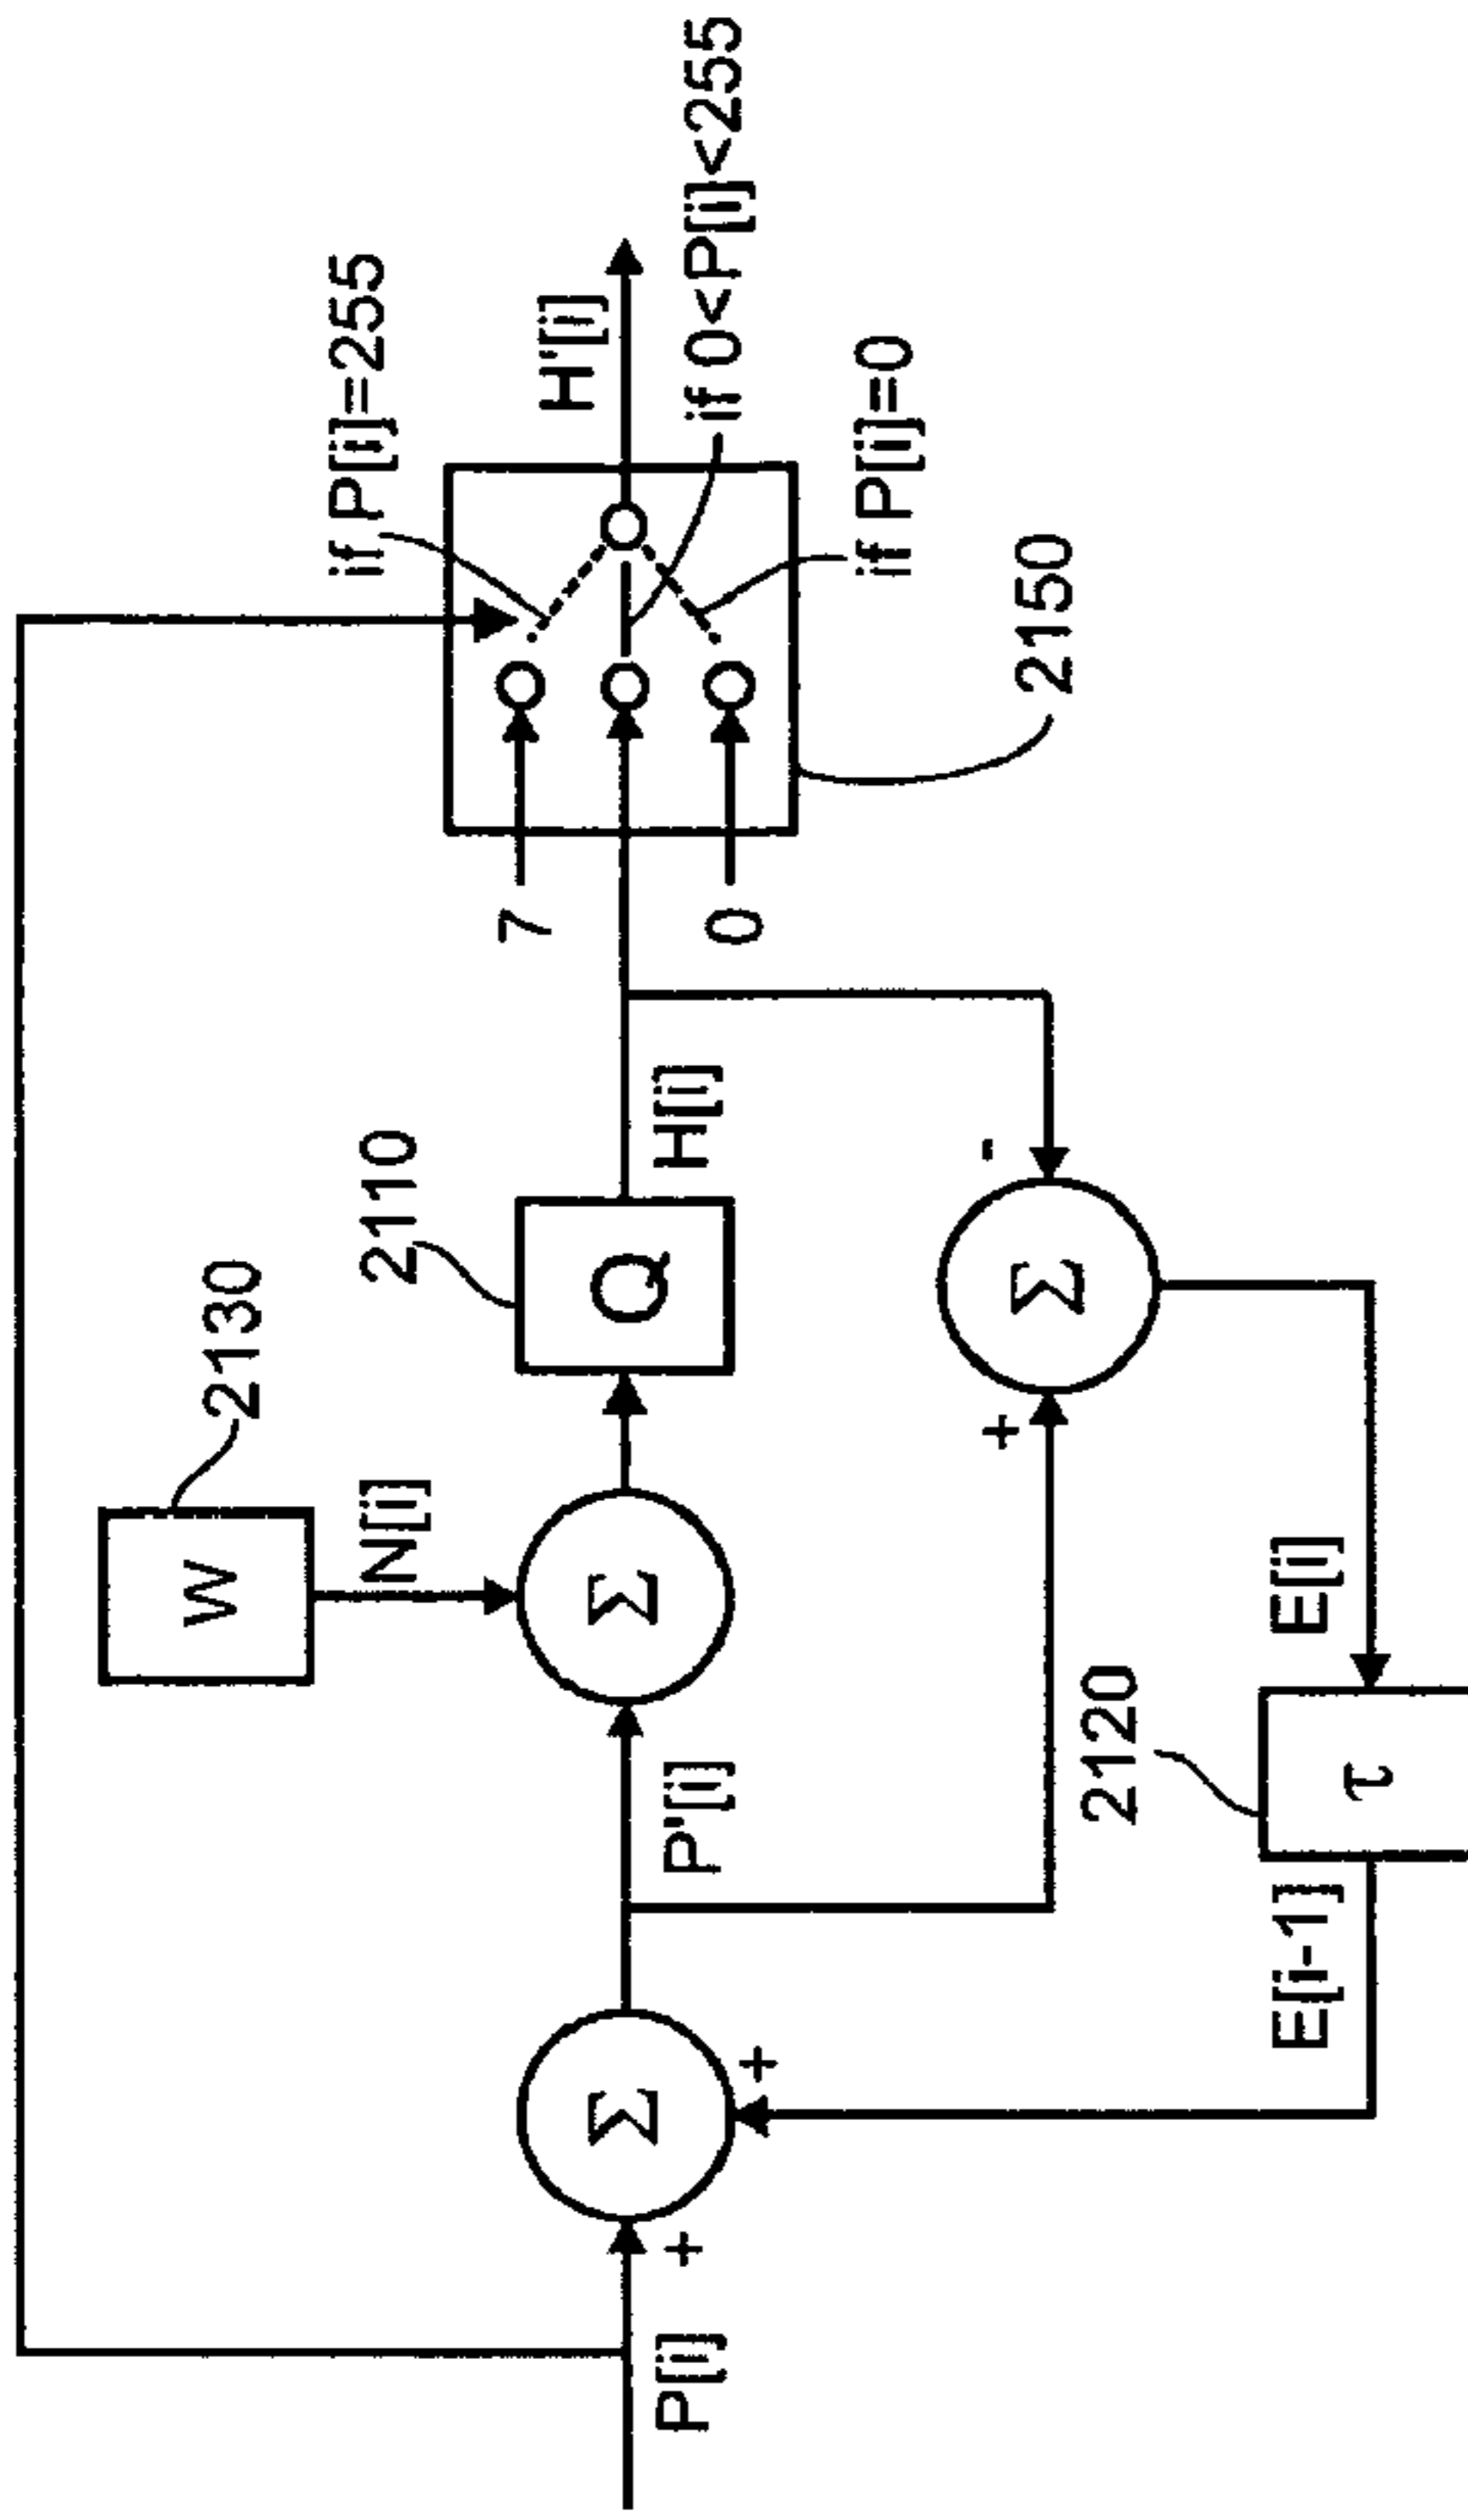 if P[i]=255
H'[i]
if 0<P[i]<255
if P[i]=0
2150
7
0
W
2130
N[i]
2110
Q
H[i]
P[i]
+
Σ
+
P'[i]
Σ
+
-
Σ
E[i]
2120
τ
E[i-1]